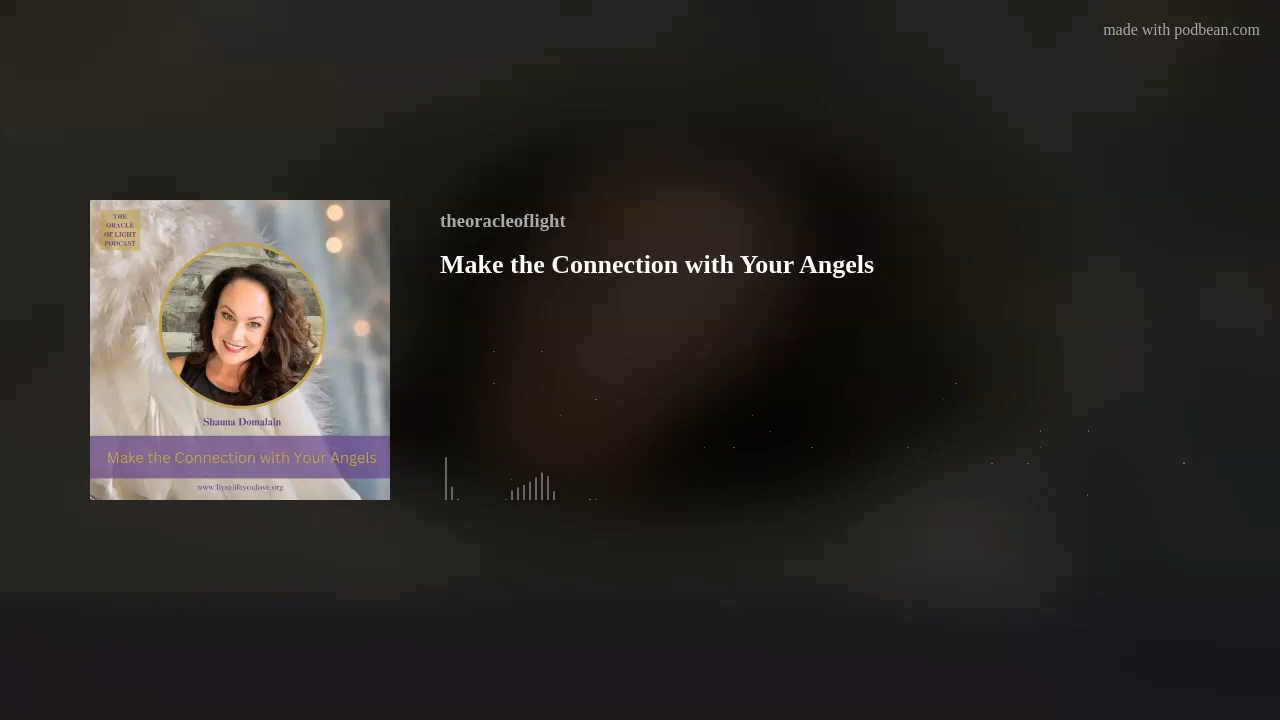 made with podbean.com
THE
ORACLE
OF LIGHT
PODCAST
theoracleoflight
Make the Connection with Your Angels
Shauna Domalain
Make the Connection with Your Angels
www.livealifeyoulove.org